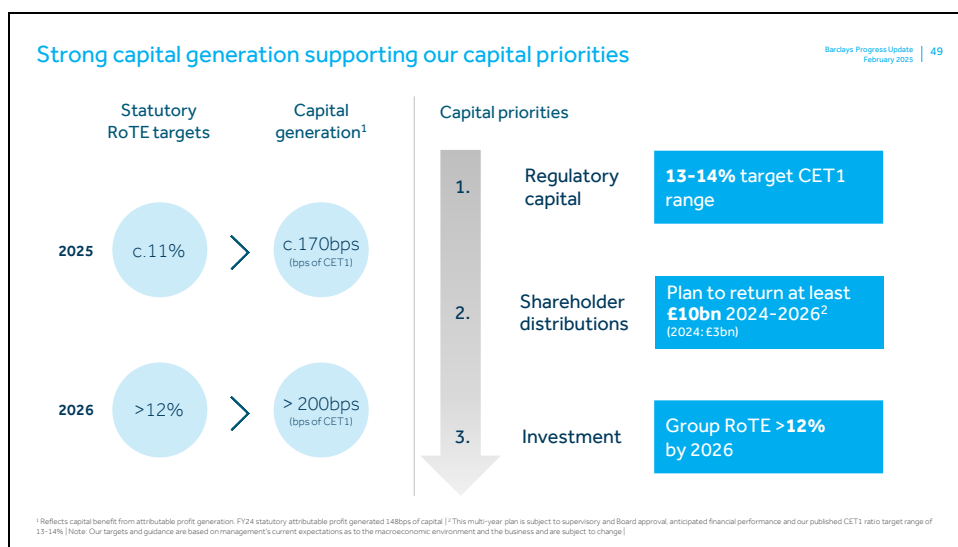 Strong capital generation supporting our capital priorities
Barclays Progress Update
February 2025
49
Statutory
RoTE targets
Capital
generation¹
2025
c.11%
c.170bps
(bps of CET1)
2026
>12%
> 200bps
(bps of CET1)
Capital priorities
1.
Regulatory
capital
13-14% target CET1
range
2.
Shareholder
distributions
Plan to return at least
£10bn 2024-2026²
(2024: £3bn)
3.
Investment
Group RoTE >12%
by 2026
¹ Reflects capital benefit from attributable profit generation. FY24 statutory attributable profit generated 148bps of capital | ² This multi-year plan is subject to supervisory and Board approval, anticipated financial performance and our published CET1 ratio target range of
13-14% | Note: Our targets and guidance are based on management's current expectations as to the macroeconomic environment and the business and are subject to change |